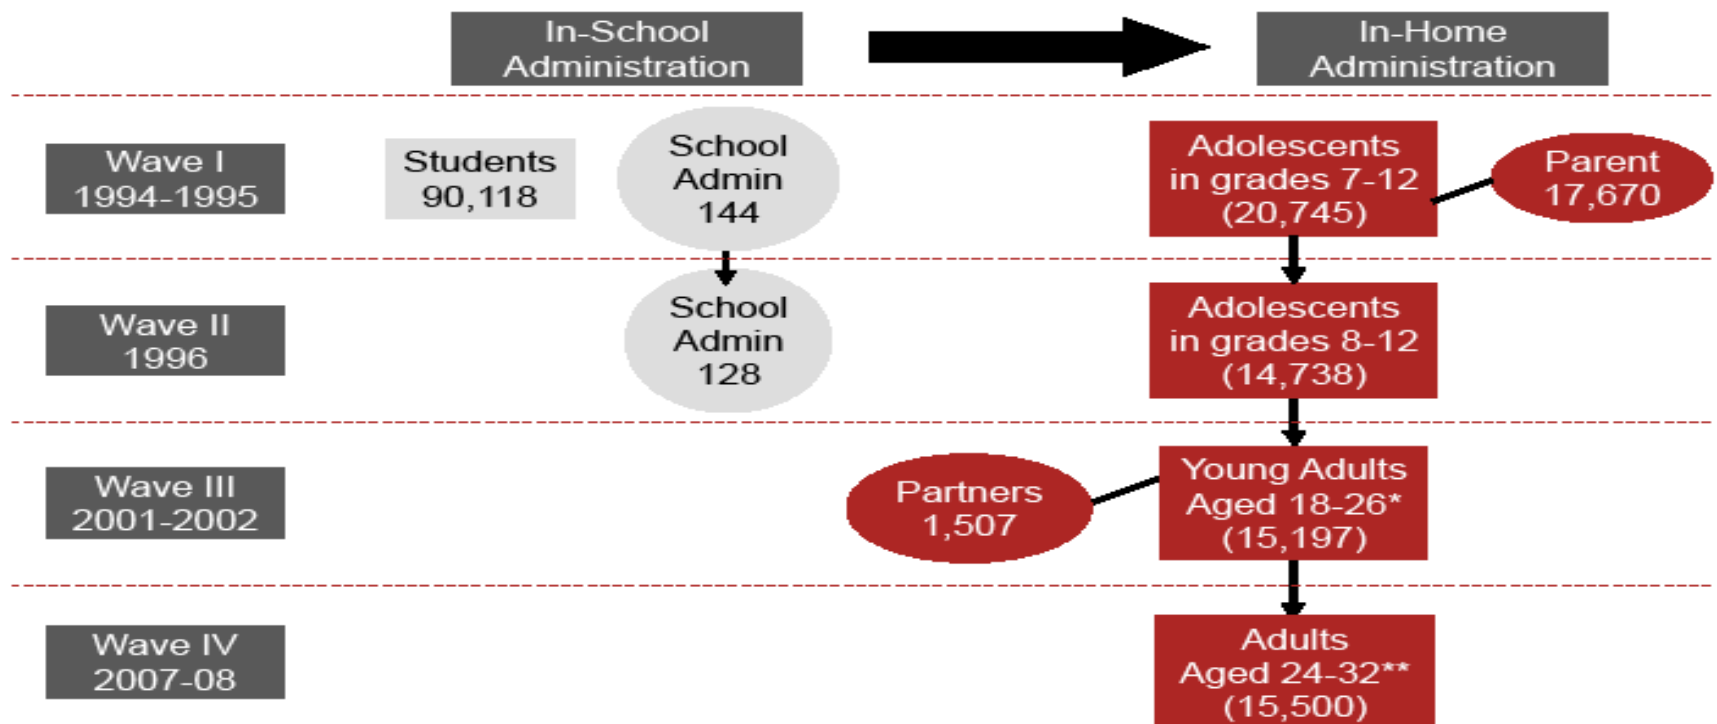 In-School
Administration
In-Home
Administration
Wave I
1994-1995
Students
90,118
School
Admin
144
Adolescents
in grades 7-12
(20,745)
Parent
17,670
Wave II
1996
School
Admin
128
Adolescents
in grades 8-12
(14,738)
Wave III
2001-2002
Partners
1,507
Young Adults
Aged 18-26*
(15,197)
Wave IV
2007-08
Adults
Aged 24-32**
(15,500)